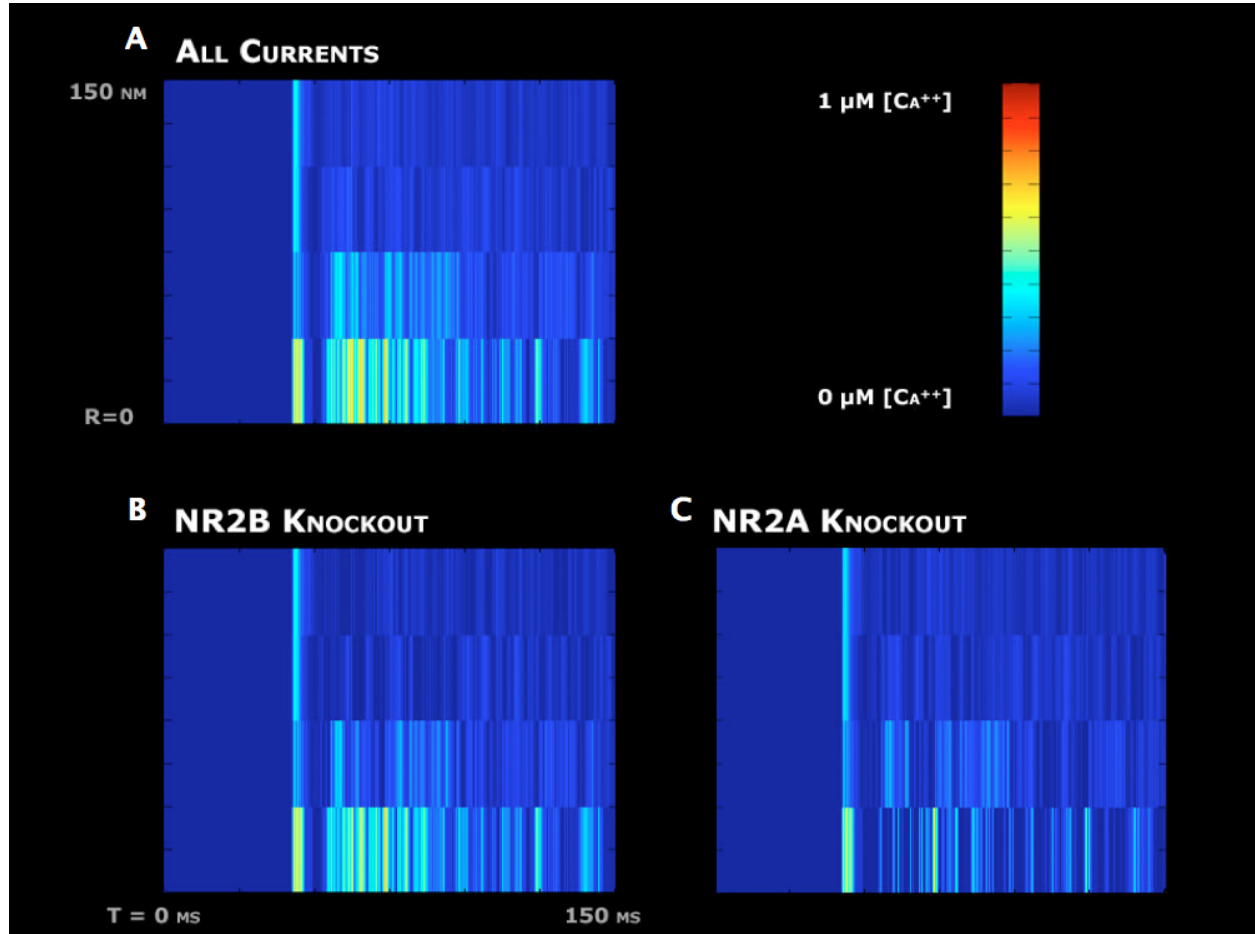 A ALL CURRENTS
150 NM
R=0
1 µM [CA++]
0 µM [CA++]
B NR2B KNOCKOUT
C NR2A KNOCKOUT
T = 0 MS 150 MS